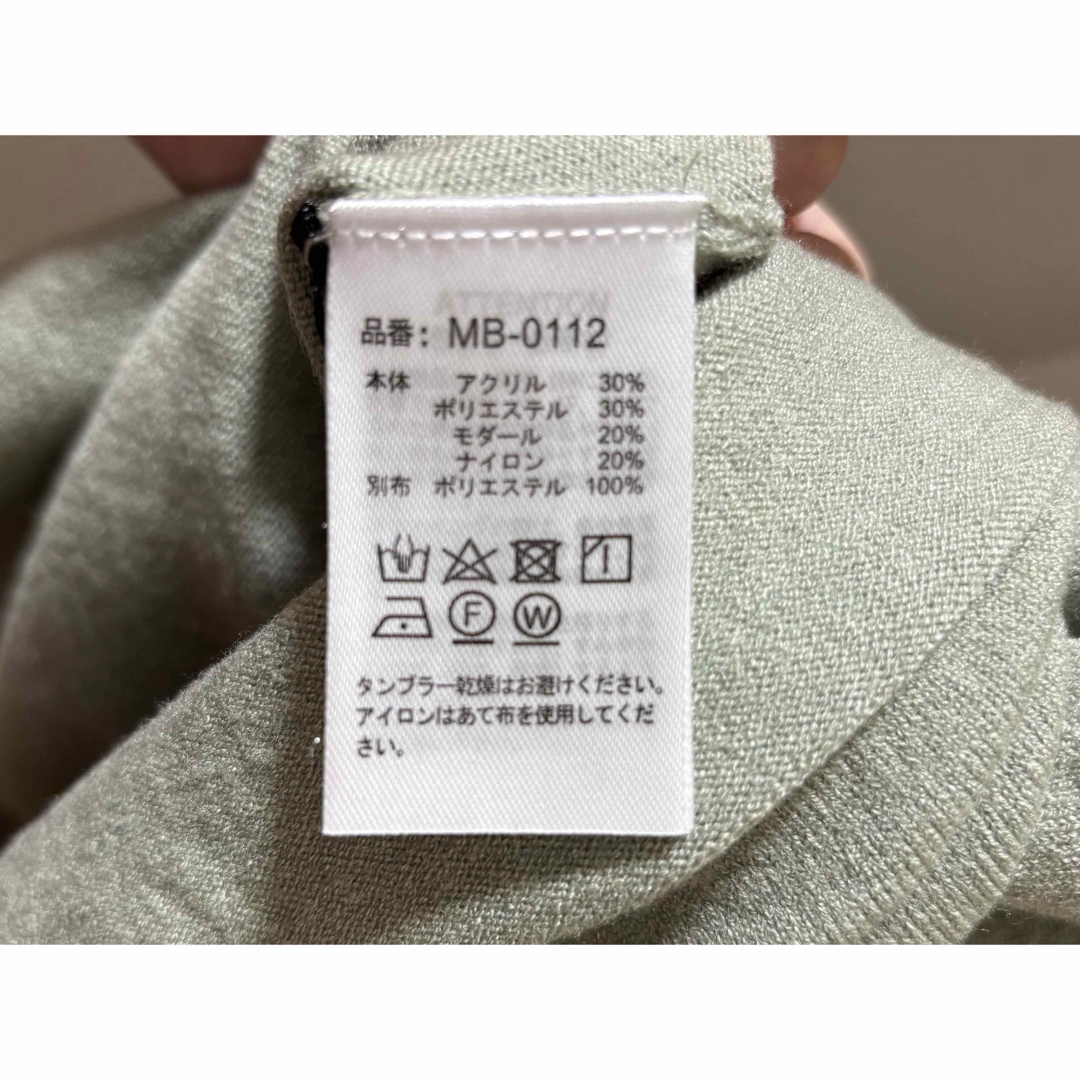 ATTENTION
品番: MB-0112
本体 アクリル 30%
ポリエステル 30%
モダール 20%
ナイロン 20%
別布 ポリエステル 100%
F W
タンブラー乾燥はお避けください。
アイロンはあて布を使用してくだ
さい。